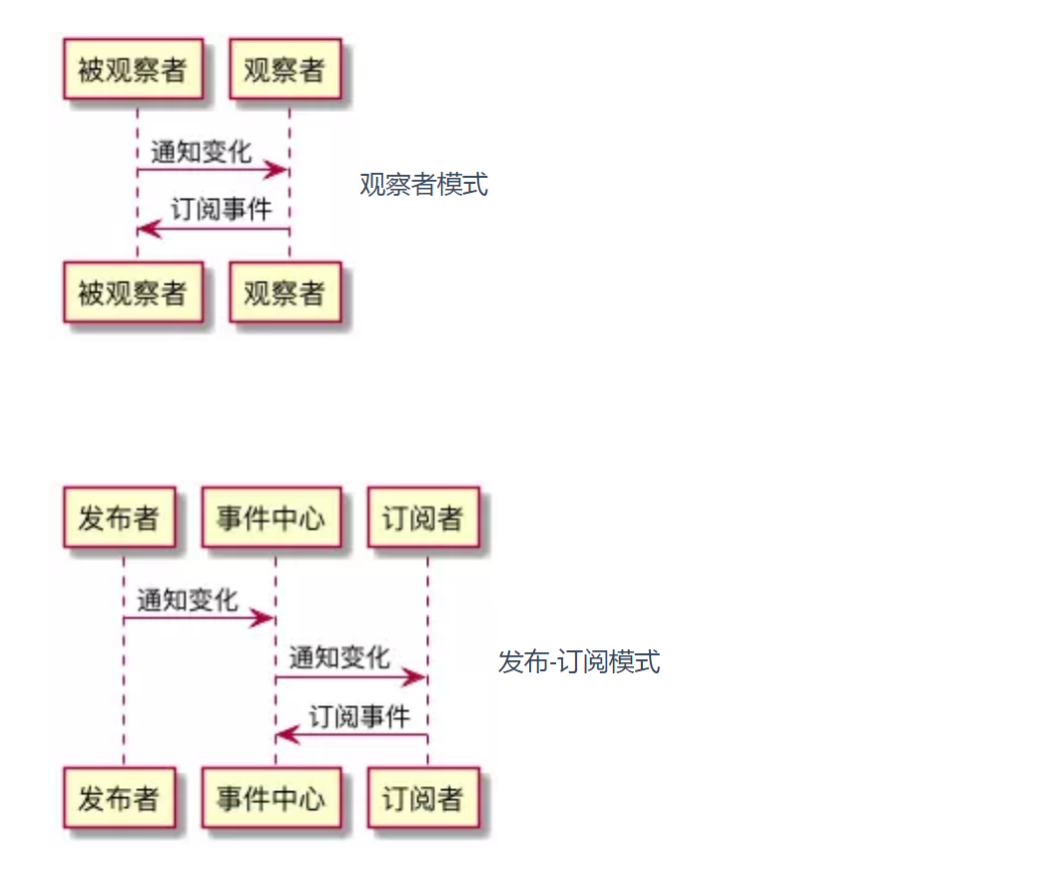 被观察者 观察者
通知变化
观察者模式
订阅事件
被观察者 观察者
发布者 事件中心 订阅者
通知变化
通知变化
发布-订阅模式
订阅事件
发布者 事件中心 订阅者